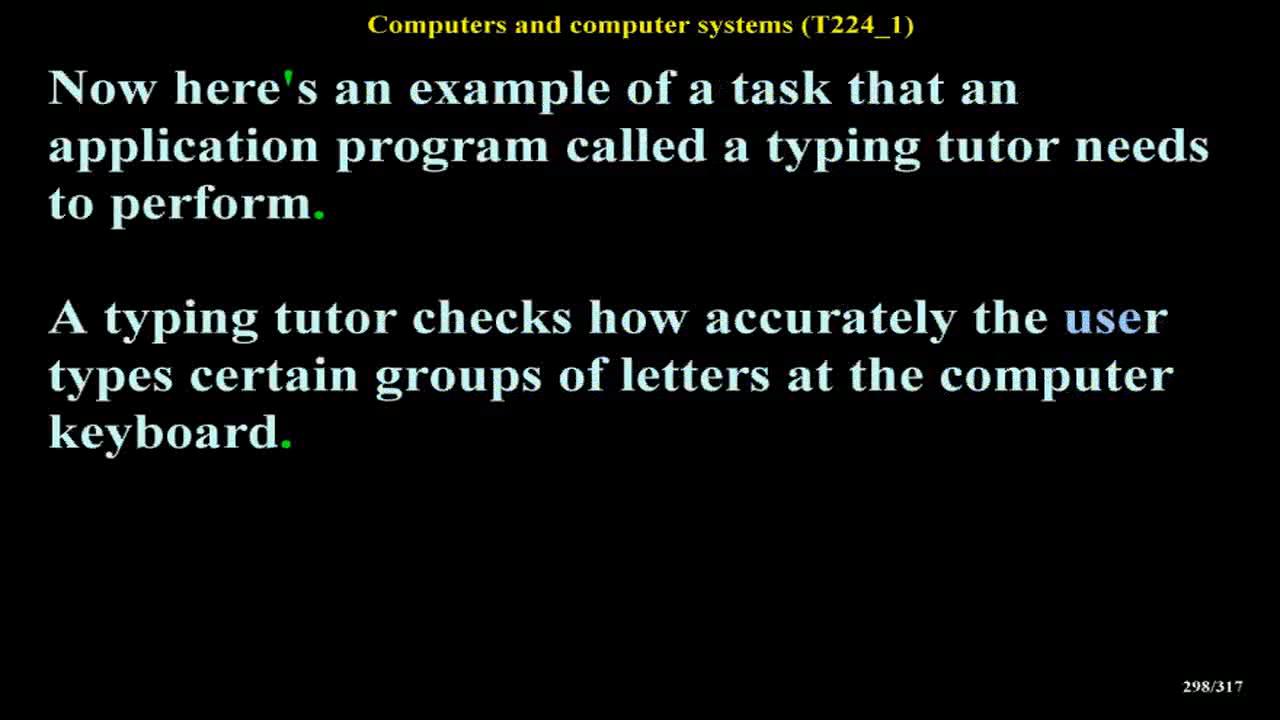 Computers and computer systems (T224_1)
Now here's an example of a task that an
application program called a typing tutor needs
to perform.
A typing tutor checks how accurately the user
types certain groups of letters at the computer
keyboard.
298/317